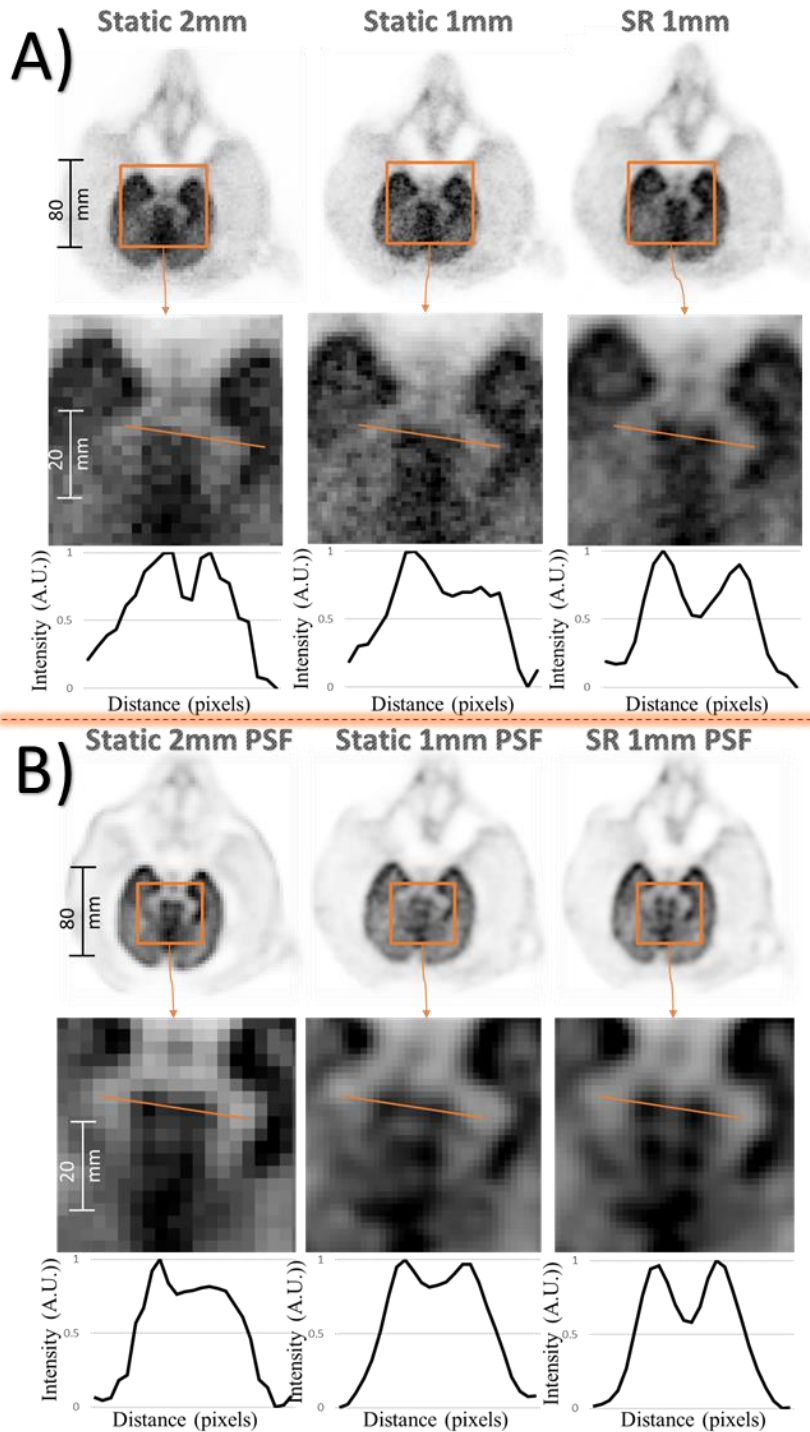 A)
Static 2mm
Static 1mm
SR 1mm
80
mm
20
mm
Intensity (A.U.))
1
0.5
0
Distance (pixels)
Intensity (A.U.))
1
0.5
0
Distance (pixels)
Intensity (A.U.))
1
0.5
0
Distance (pixels)
B)
Static 2mm PSF
Static 1mm PSF
SR 1mm PSF
80
mm
20
mm
Intensity (A.U.))
1
0.5
0
Distance (pixels)
Intensity (A.U.))
1
0.5
0
Distance (pixels)
Intensity (A.U.))
1
0.5
0
Distance (pixels)